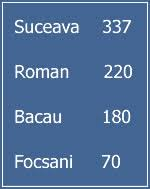 Suceava 337
Roman 220
Bacau 180
Focsani 70